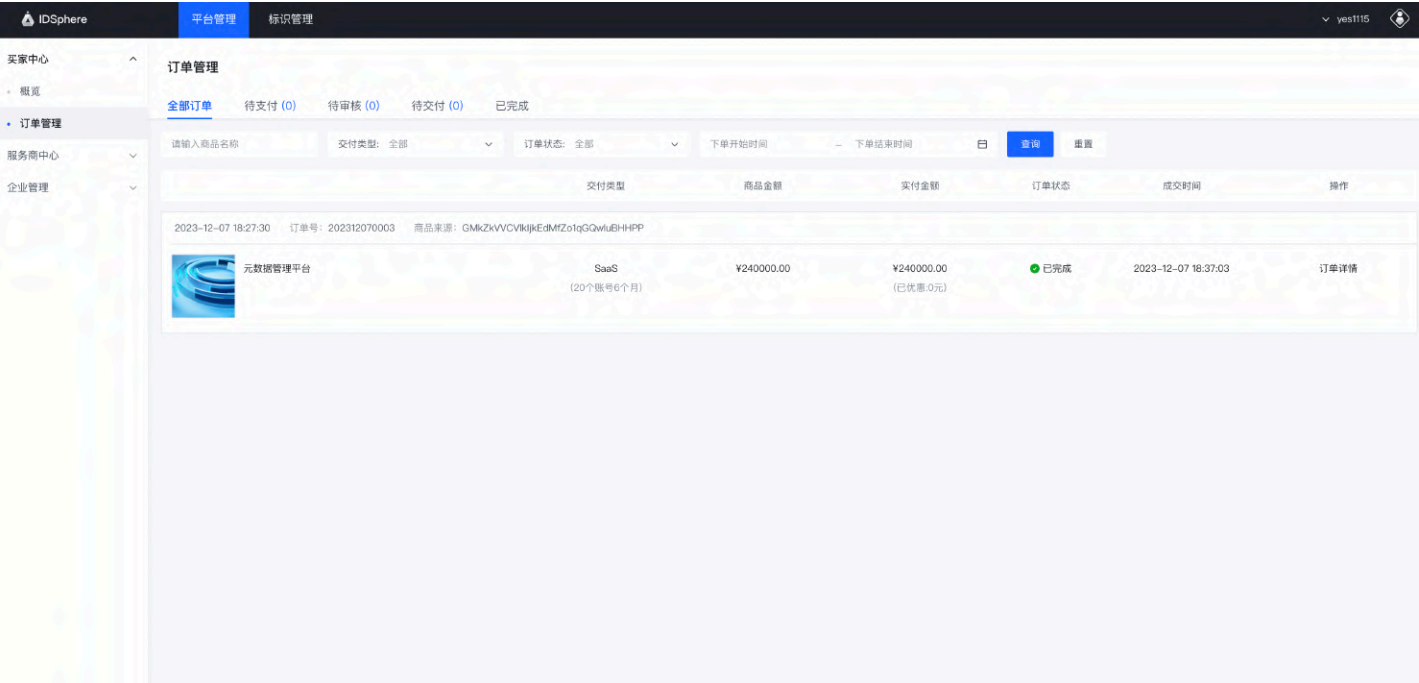 IDSphere 平台管理 标识管理 yes1115
买家中心
概览
订单管理
服务商中心
企业管理
订单管理
全部订单 待支付 (0) 待审核 (0) 待交付 (0) 已完成
请输入商品名称 交付类型: 全部 订单状态: 全部 下单开始时间 – 下单结束时间 查询 重置
交付类型 商品金额 实付金额 订单状态 成交时间 操作
2023-12-07 18:27:30 订单号: 202312070003 商品来源:
元数据管理平台 SaaS ¥240000.00 ¥240000.00 已完成 2023-12-07 18:37:03 订单详情
(20个账号6个月) (已优惠:0元)